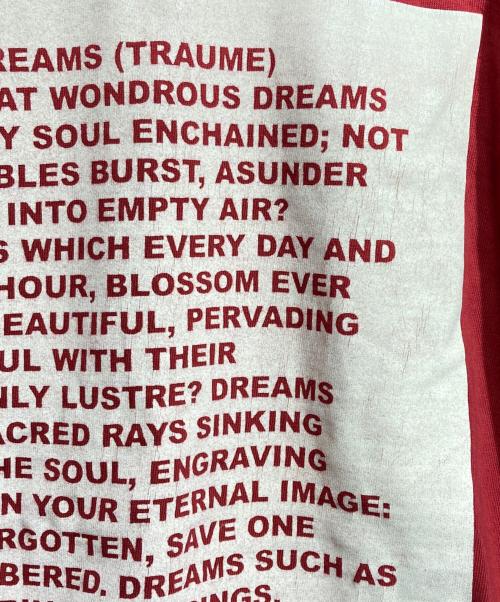 REAMS (TRAUME)
AT WONDROUS DREAMS
Y SOUL ENCHAINED; NOT
BLES BURST, ASUNDER
INTO EMPTY AIR?
S WHICH EVERY DAY AND
HOUR, BLOSSOM EVER
EAUTIFUL, PERVADING
UL WITH THEIR
NLY LUSTRE? DREAMS
ACRED RAYS SINKING
HE SOUL, ENGRAVING
N YOUR ETERNAL IMAGE:
RGOTTEN, SAVE ONE
BERED. DREAMS SUCH AS